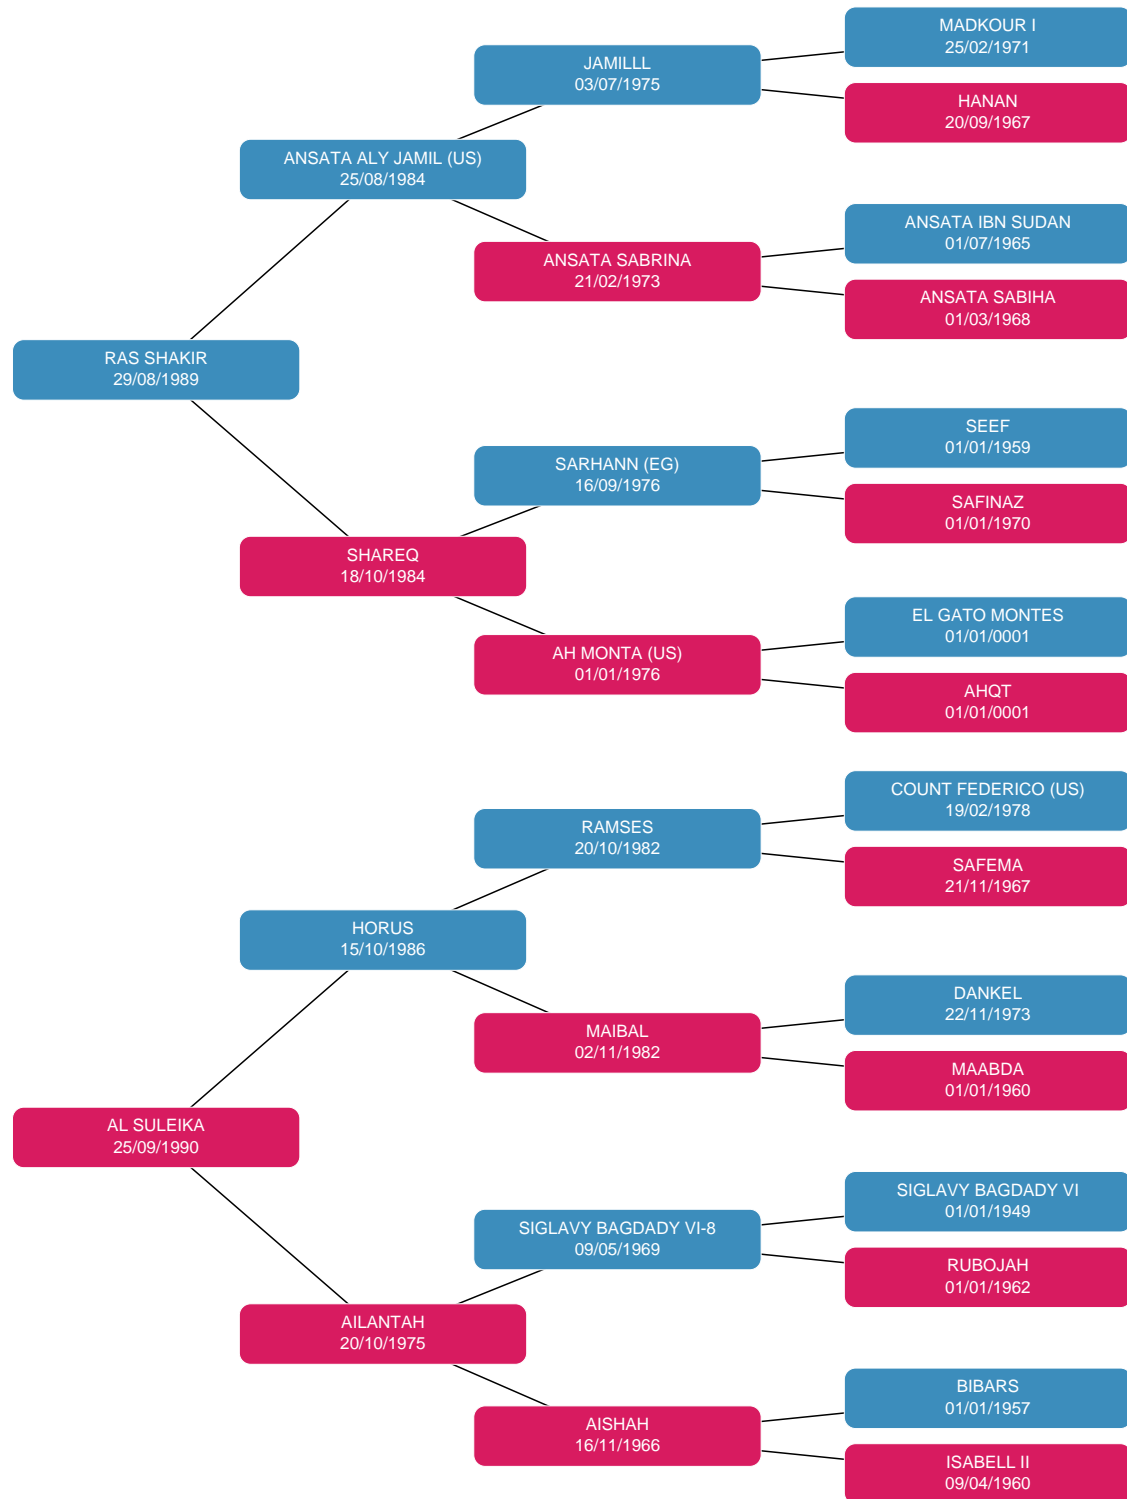 MADKOUR I
25/02/1971
JAMILLL
03/07/1975
HANAN
20/09/1967
ANSATA ALY JAMIL (US)
25/08/1984
ANSATA IBN SUDAN
01/07/1965
ANSATA SABRINA
21/02/1973
ANSATA SABIHA
01/03/1968
RAS SHAKIR
29/08/1989
SEEF
01/01/1959
SARHANN (EG)
16/09/1976
SAFINAZ
01/01/1970
SHAREQ
18/10/1984
EL GATO MONTES
01/01/0001
AH MONTA (US)
01/01/1976
AHQT
01/01/0001
COUNT FEDERICO (US)
19/02/1978
RAMSES
20/10/1982
SAFEMA
21/11/1967
HORUS
15/10/1986
DANKEL
22/11/1973
MAIBAL
02/11/1982
MAABDA
01/01/1960
AL SULEIKA
25/09/1990
SIGLAVY BAGDADY VI
01/01/1949
SIGLAVY BAGDADY VI-8
09/05/1969
RUBOJAH
01/01/1962
AILANTAH
20/10/1975
BIBARS
01/01/1957
AISHAH
16/11/1966
ISABELL II
09/04/1960